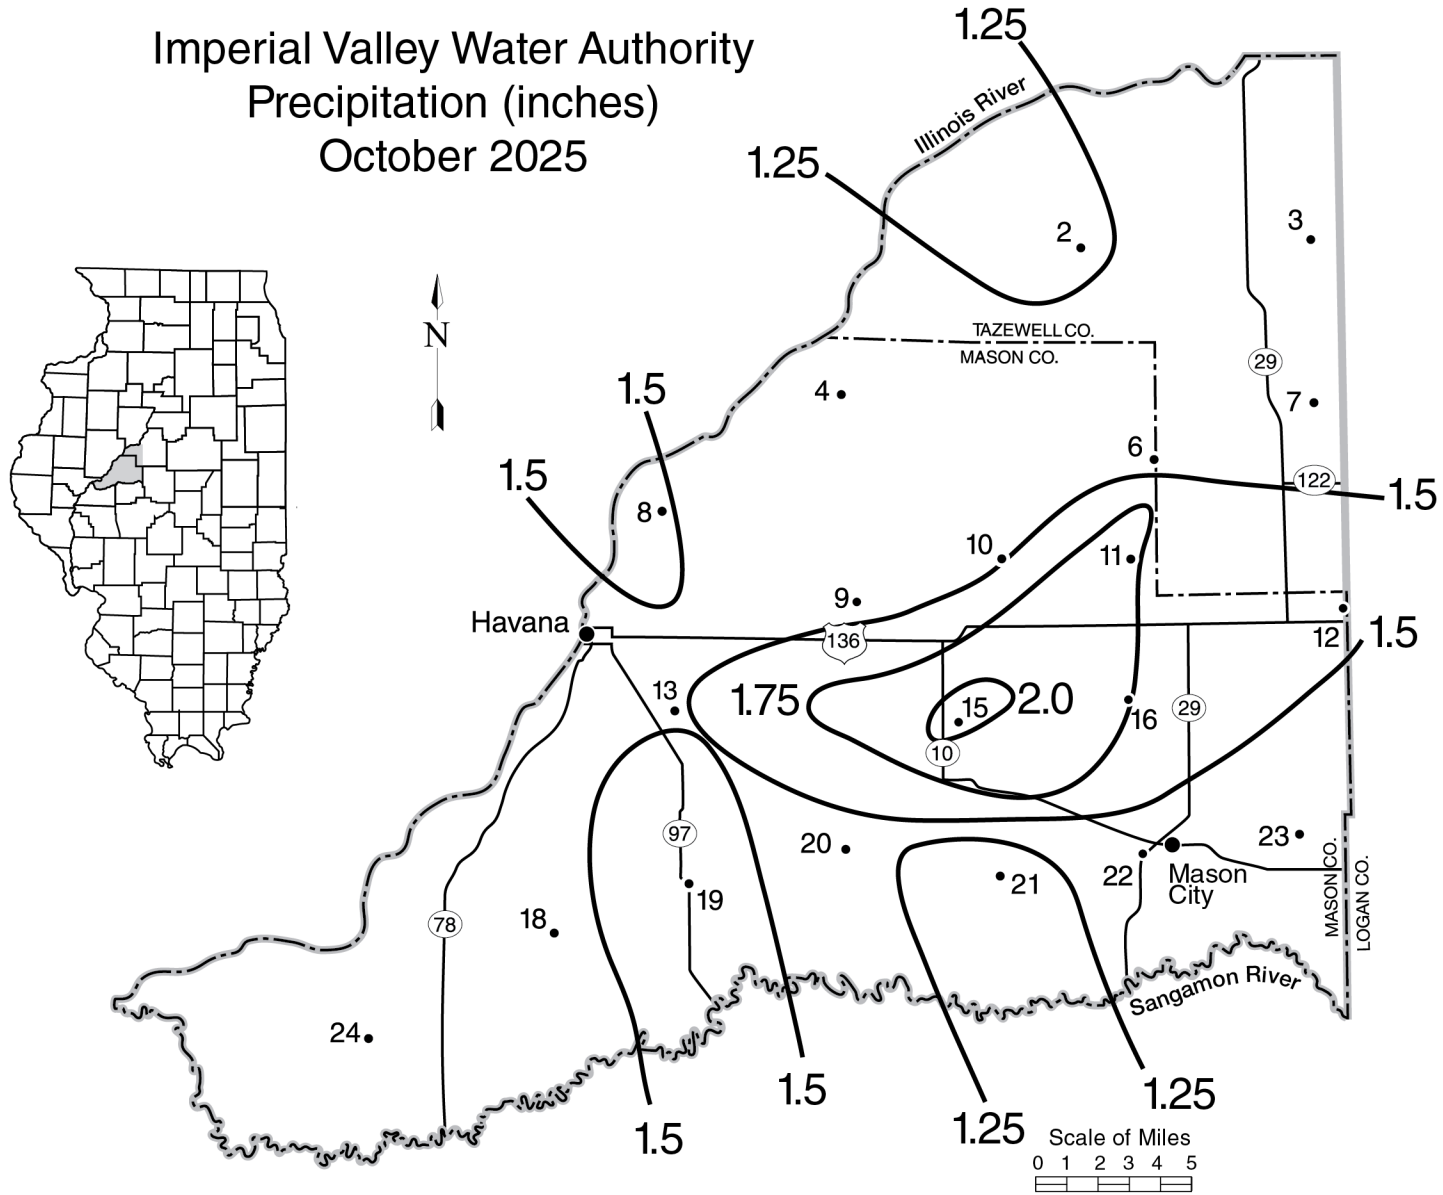 Imperial Valley Water Authority
Precipitation (inches)
October 2025
1.25
1.25
Illinois River
2
3
N
TAZEWELL CO.
MASON CO.
29
4
7
1.5
6
122
1.5
1.5
8
10
11
9
Havana
136
12
1.5
13
1.75
15
2.0
16
29
10
97
20
23
22
Mason
City
21
19
18
78
MASON CO.
LOGAN CO.
Sangamon River
24
1.5
1.25
1.25
1.5
Scale of Miles
0 1 2 3 4 5